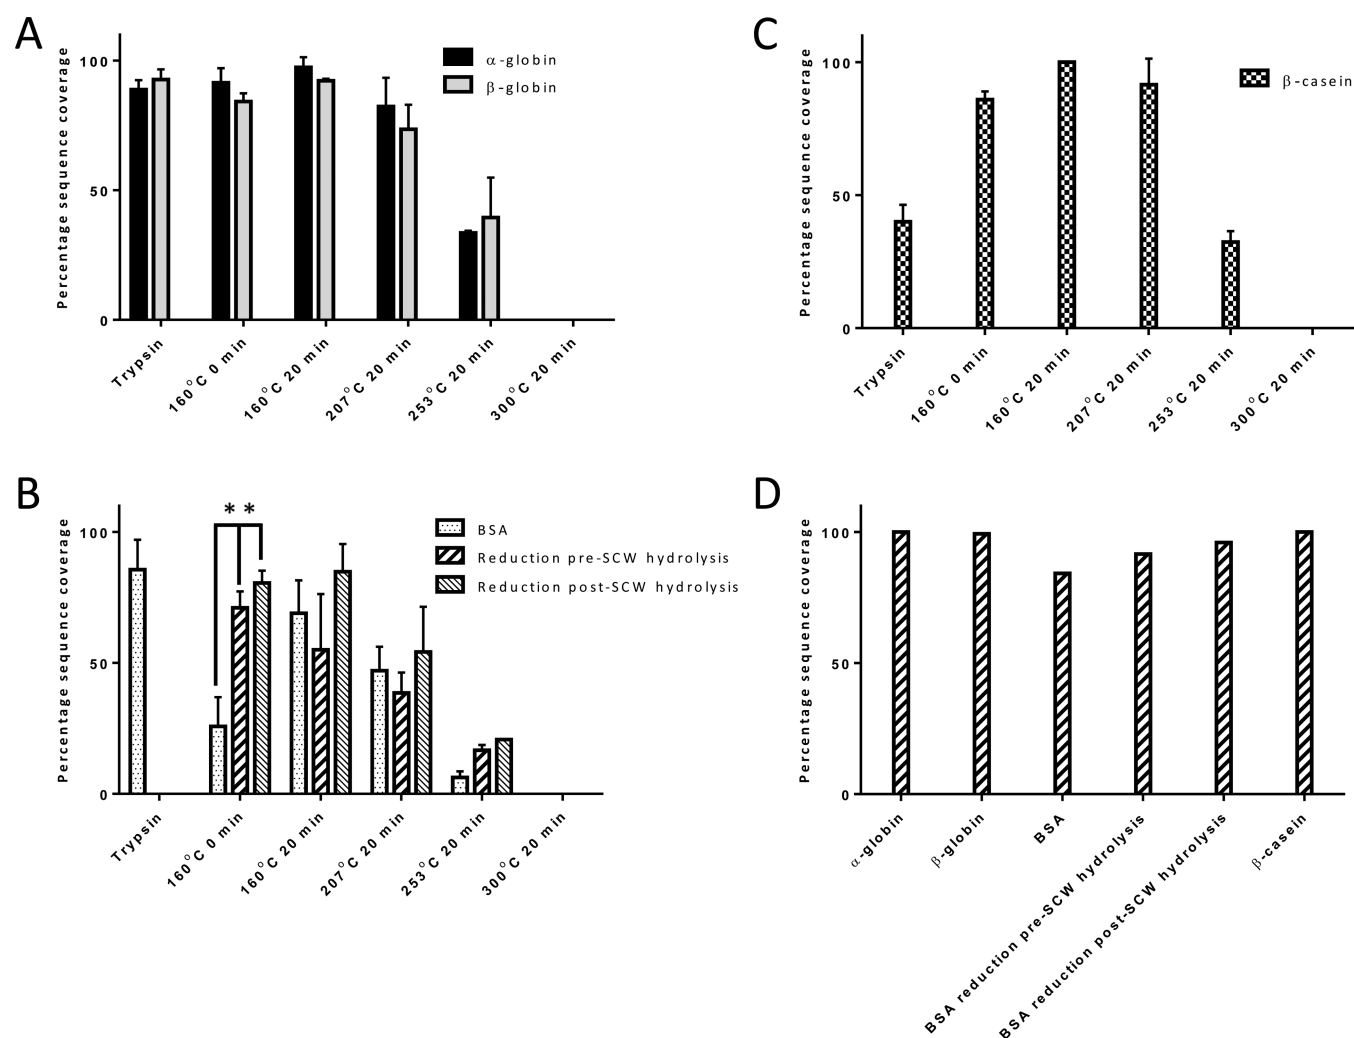 A
Percentage sequence coverage
100
50
0
α-globin
β-globin
Trypsin
160°C 0 min
160°C 20 min
207°C 20 min
253°C 20 min
300°C 20 min
C
Percentage sequence coverage
100
50
0
β-casein
Trypsin
160°C 0 min
160°C 20 min
207°C 20 min
253°C 20 min
300°C 20 min
B
Percentage sequence coverage
100
50
0
**
BSA
Reduction pre-SCW hydrolysis
Reduction post-SCW hydrolysis
Trypsin
160°C 0 min
160°C 20 min
207°C 20 min
253°C 20 min
300°C 20 min
D
Percentage sequence coverage
100
50
0
α-globin
β-globin
BSA
BSA reduction pre-SCW hydrolysis
BSA reduction post-SCW hydrolysis
β-casein